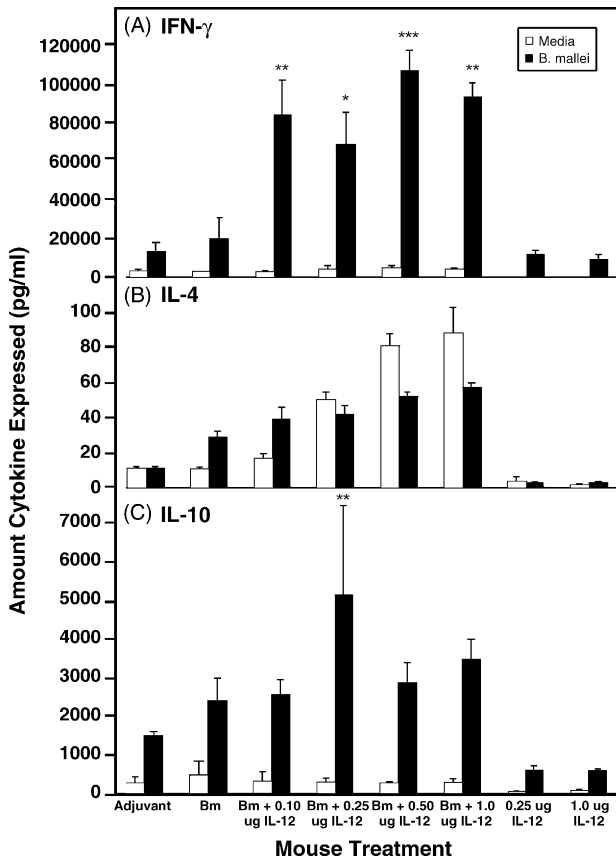 (A) IFN-γ
Media
B. mallei
120000
100000
80000
60000
40000
20000
0
**
*
***
**
(B) IL-4
100
80
60
40
20
0
(C) IL-10
7000
6000
5000
4000
3000
2000
1000
0
**
Amount Cytokine Expressed (pg/ml)
Adjuvant
Bm
Bm + 0.10
ug IL-12
Bm + 0.25
ug IL-12
Bm + 0.50
ug IL-12
Bm + 1.0
ug IL-12
0.25 ug
IL-12
1.0 ug
IL-12
Mouse Treatment